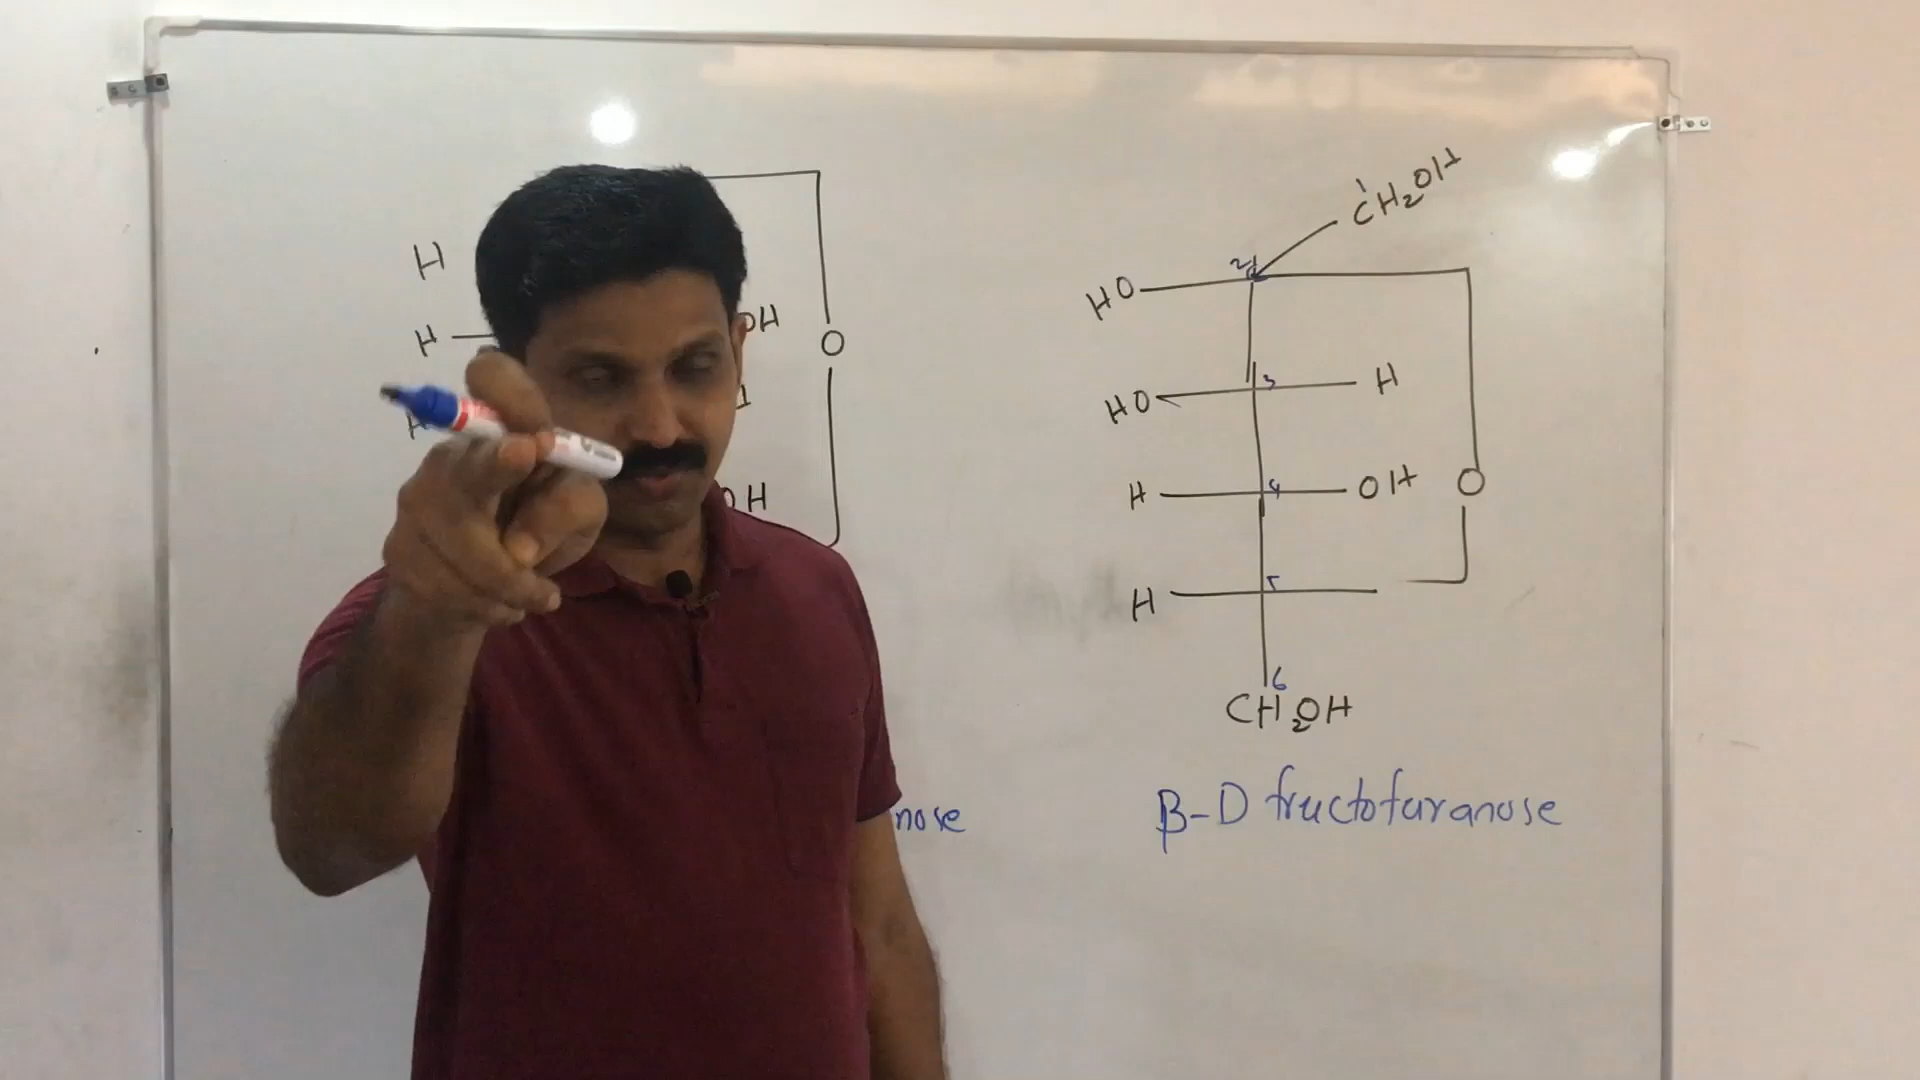 H
H OH O
OH
nose
1
CH2OH
HO 2
HO 3 H
H 4 OH O
H 5
6
CH2OH
β-D fructofuranose